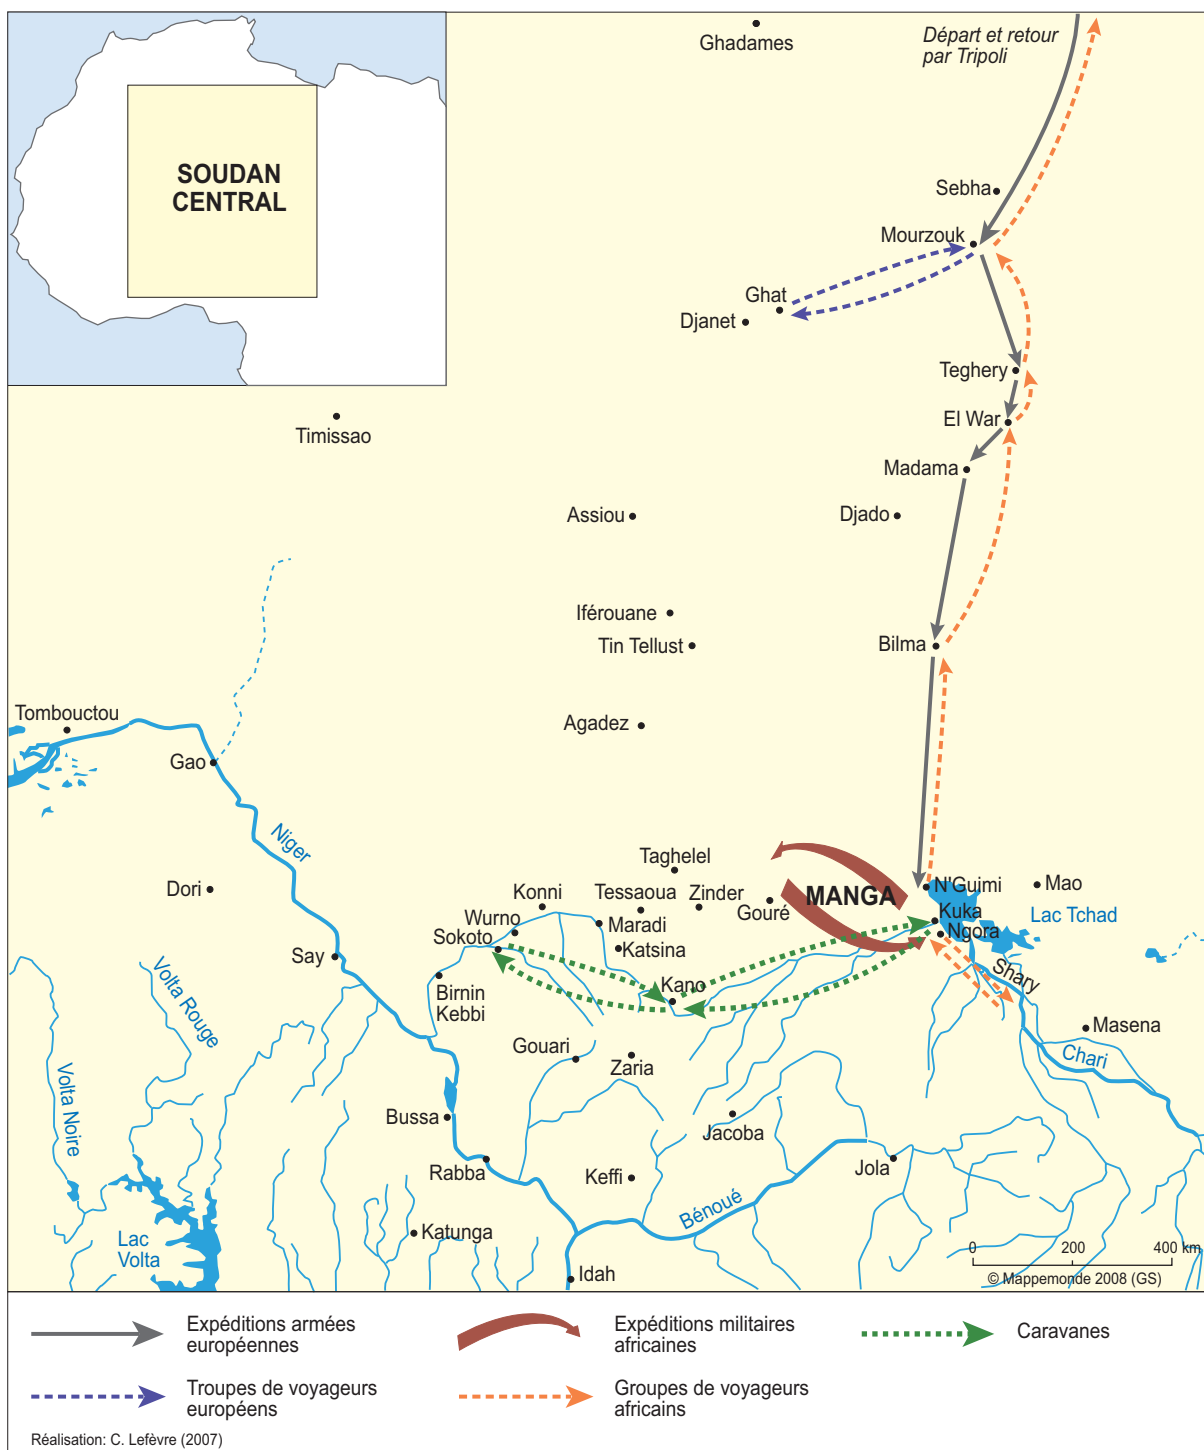 SOUDAN
CENTRAL
Ghadames
Départ et retour
par Tripoli
Sebha
Mourzouk
Ghat
Djanet
Teghery
El War
Timissao
Madama
Assiou
Djado
Iférouane
Tin Tellust
Bilma
Agadez
Tombouctou
Gao
Niger
Taghelel
Dori
Konni
Tessaoua
Zinder
Gouré
MANGA
N'Guimi
Mao
Lac Tchad
Kuka
Ngora
Wurno
Maradi
Sokoto
Katsina
Say
Birnin
Kebbi
Kano
Shary
Volta Rouge
Volta Noire
Gouari
Zaria
Masena
Chari
Bussa
Jacoba
Rabba
Keffi
Jola
Bénoué
Katunga
Lac
Volta
Idah
0 200 400 km
© Mappemonde 2008 (GS)
Expéditions armées
européennes
Expéditions militaires
africaines
Caravanes
Troupes de voyageurs
européens
Groupes de voyageurs
africains
Réalisation: C. Lefèvre (2007)